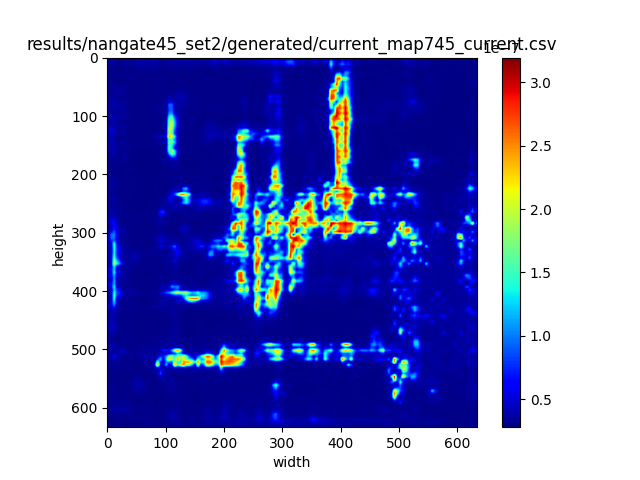 results/nangate45_set2/generated/current_map745_current.csv
1e−7
0
100
200
300
400
500
600
height
0 100 200 300 400 500 600
width
3.0
2.5
2.0
1.5
1.0
0.5